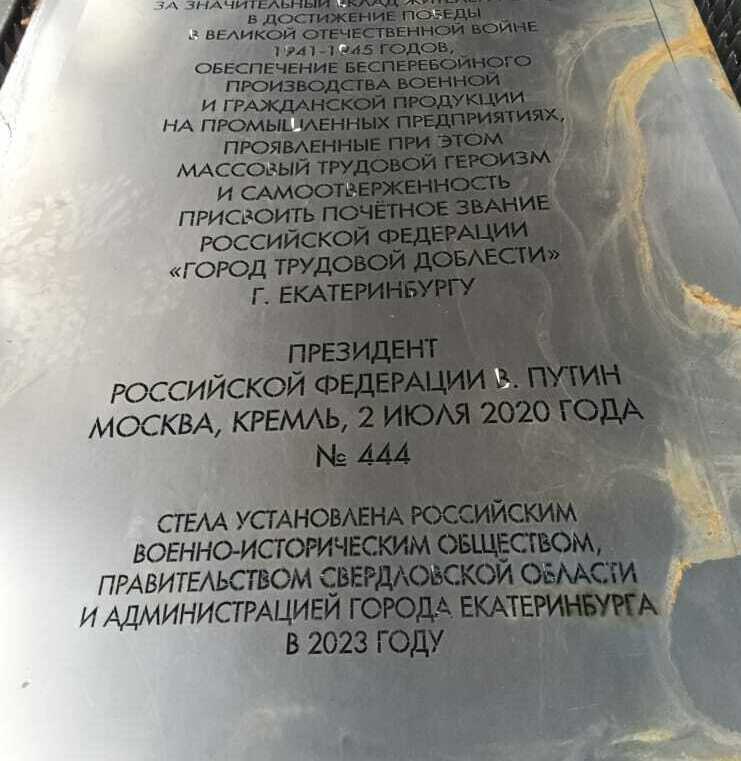 ЗА ЗНАЧИТЕЛЬНЫЙ ВКЛАД
В ДОСТИЖЕНИЕ ПОБЕДЫ
В ВЕЛИКОЙ ОТЕЧЕСТВЕННОЙ ВОЙНЕ
1941-1945 ГОДОВ,
ОБЕСПЕЧЕНИЕ БЕСПЕРЕБОЙНОГО
ПРОИЗВОДСТВА ВОЕННОЙ
И ГРАЖДАНСКОЙ ПРОДУКЦИИ
НА ПРОМЫШЛЕННЫХ ПРЕДПРИЯТИЯХ,
ПРОЯВЛЕННЫЕ ПРИ ЭТОМ
МАССОВЫЙ ТРУДОВОЙ ГЕРОИЗМ
И САМООТВЕРЖЕННОСТЬ
ПРИСВОИТЬ ПОЧЁТНОЕ ЗВАНИЕ
РОССИЙСКОЙ ФЕДЕРАЦИИ
«ГОРОД ТРУДОВОЙ ДОБЛЕСТИ»
Г. ЕКАТЕРИНБУРГУ
ПРЕЗИДЕНТ
РОССИЙСКОЙ ФЕДЕРАЦИИ В. ПУТИН
МОСКВА, КРЕМЛЬ, 2 ИЮЛЯ 2020 ГОДА
№ 444
СТЕЛА УСТАНОВЛЕНА РОССИЙСКИМ
ВОЕННО-ИСТОРИЧЕСКИМ ОБЩЕСТВОМ,
ПРАВИТЕЛЬСТВОМ СВЕРДЛОВСКОЙ ОБЛАСТИ
И АДМИНИСТРАЦИЕЙ ГОРОДА ЕКАТЕРИНБУРГА
В 2023 ГОДУ